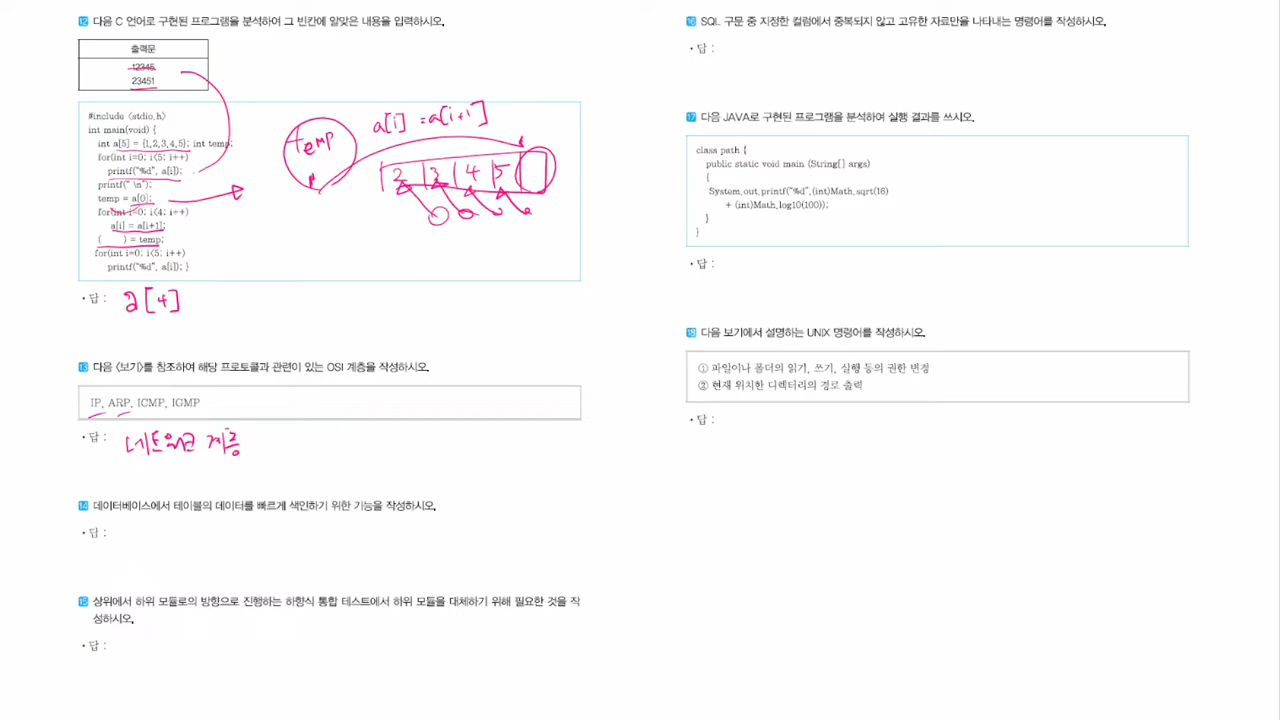 12 다음 C 언어로 구현된 프로그램을 분석하여 그 빈칸에 알맞은 내용을 입력하시오.
출력문
12345
23451
#include <stdio.h>
int main(void) {
int a[5] = {1,2,3,4,5}; int temp;
for(int i=0; i<5; i++)
printf("%d", a[i]);
printf(" \n");
temp = a[0];
for(int i=0; i<4; i++)
a[i] = a[i+1];
( ) = temp;
for(int i=0; i<5; i++)
printf("%d", a[i]); }
temp
a[i] = a[i+1]
2 3 4 5
• 답 : a[4]
13 다음 <보기>를 참조하여 해당 프로토콜과 관련이 있는 OSI 계층을 작성하시오.
IP, ARP, ICMP, IGMP
• 답 : 네트워크 계층
14 데이터베이스에서 테이블의 데이터를 빠르게 색인하기 위한 기능을 작성하시오.
• 답 :
15 상위에서 하위 모듈로의 방향으로 진행하는 하향식 통합 테스트에서 하위 모듈을 대체하기 위해 필요한 것을 작
성하시오.
• 답 :
16 SQL 구문 중 지정한 컬럼에서 중복되지 않고 고유한 자료만을 나타내는 명령어를 작성하시오.
• 답 :
17 다음 JAVA로 구현된 프로그램을 분석하여 실행 결과를 쓰시오.
class path {
public static void main (String[] args)
{
System.out.printf("%d",(int)Math.sqrt(16)
+ (int)Math.log10(100));
}
}
• 답 :
18 다음 보기에서 설명하는 UNIX 명령어를 작성하시오.
① 파일이나 폴더의 읽기, 쓰기, 실행 등의 권한 변경
② 현재 위치한 디렉터리의 경로 출력
• 답 :